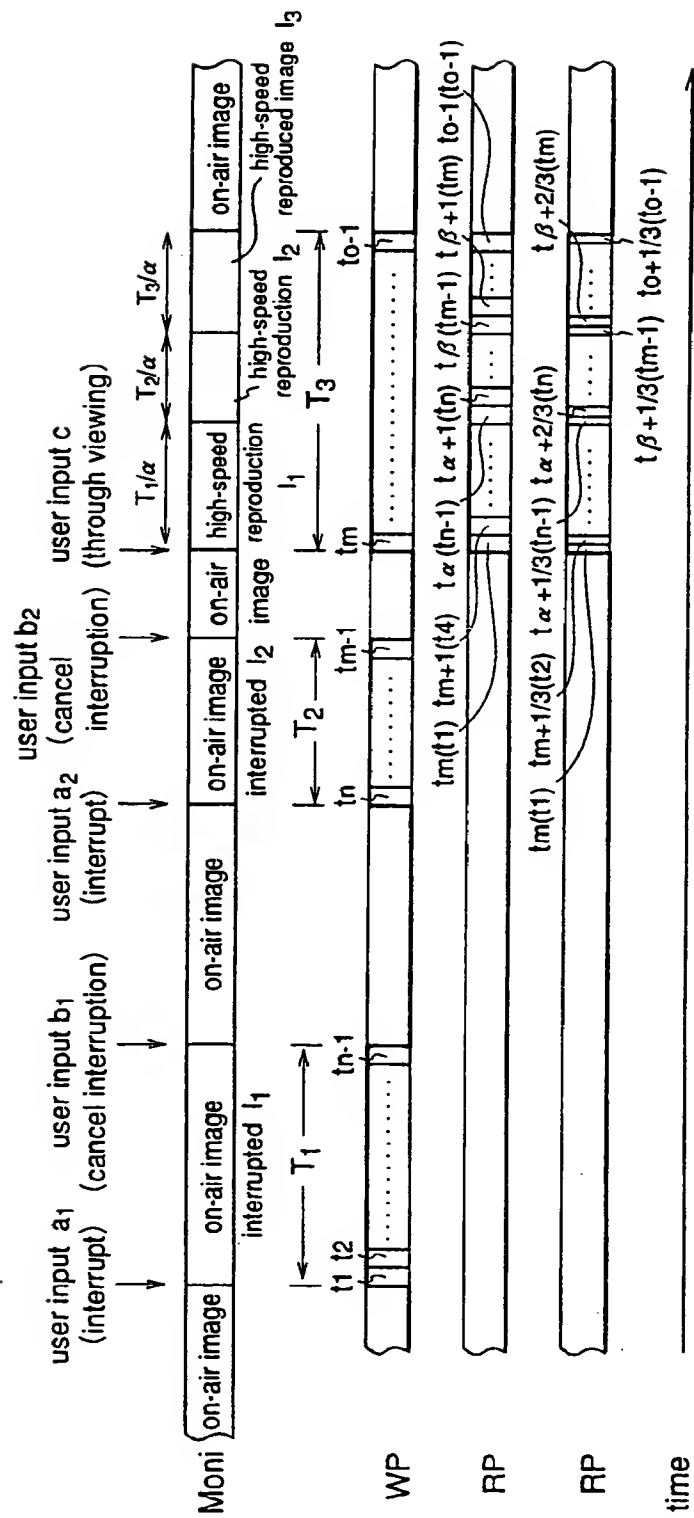 user input a1
(interrupt)
user input b1
(cancel interruption)
user input a2
(interrupt)
user input b2
(cancel
interruption)
user input c
(through viewing)
T1/α
T2/α
T3/α
Moni
on-air image
on-air image
interrupted I1
on-air image
on-air image
interrupted I2
on-air
image
high-speed
reproduction
I1
high-speed
reproduction I2
on-air image
high-speed
reproduced image I3
T1
T2
T3
WP
t1 t2
tn-1
tn
tm-1
tm
to-1
RP
tm(t1) tm+1(t4) tα(tn-1) tα+1(tn) tβ(tm-1) tβ+1(tm) to-1(to-1)
RP
tm(t1) tm+1/3(t2) tα+1/3(tn-1) tα+2/3(tn) tβ+2/3(tm)
tβ+1/3(tm-1) to+1/3(to-1)
time